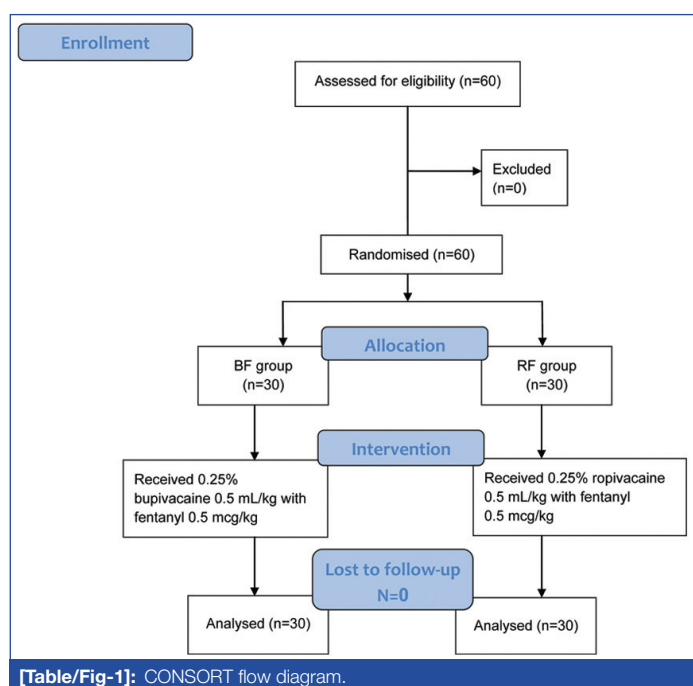 Enrollment
Assessed for eligibility (n=60)
Excluded
(n=0)
Randomised (n=60)
Allocation
BF group
(n=30)
RF group
(n=30)
Intervention
Received 0.25%
bupivacaine 0.5 mL/kg with
fentanyl 0.5 mcg/kg
Received 0.25% ropivacaine
0.5 mL/kg with fentanyl
0.5 mcg/kg
Lost to follow-up
N=0
Analysed (n=30)
Analysed (n=30)
[Table/Fig-1]: CONSORT flow diagram.